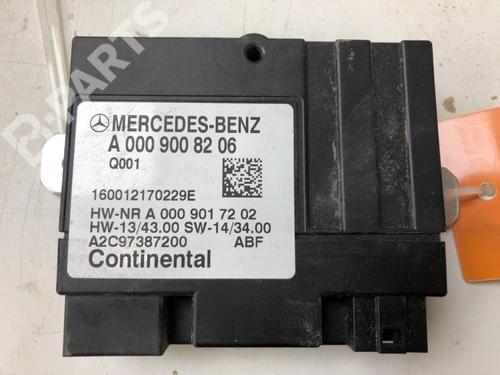 B-PARTS
MERCEDES-BENZ
A 000 900 82 06
Q001
160012170229E
HW-NR A 000 901 72 02
HW-13/43.00 SW-14/34.00
A2C97387200 ABF
Continental